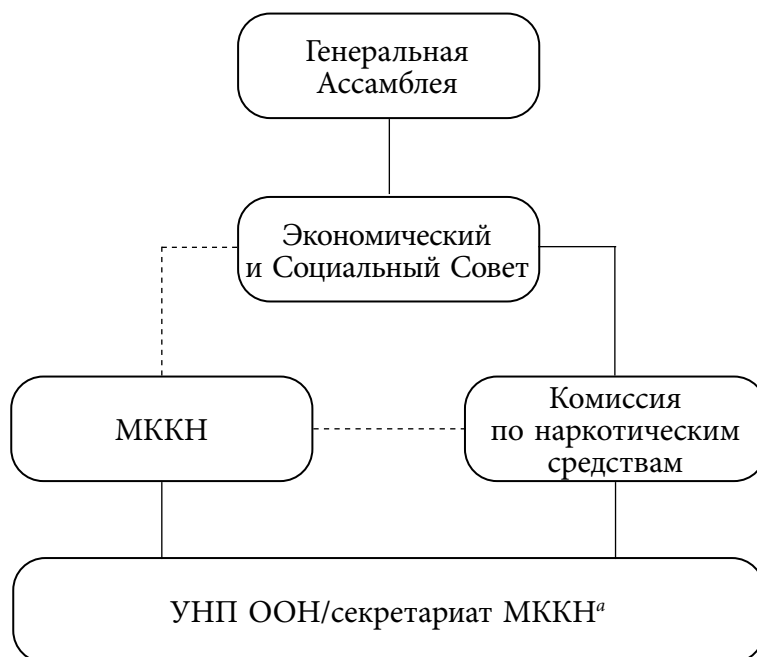 Генеральная
Ассамблея
Экономический
и Социальный Совет
МККН
Комиссия
по наркотическим
средствам
УНП ООН/секретариат МККНᵃ